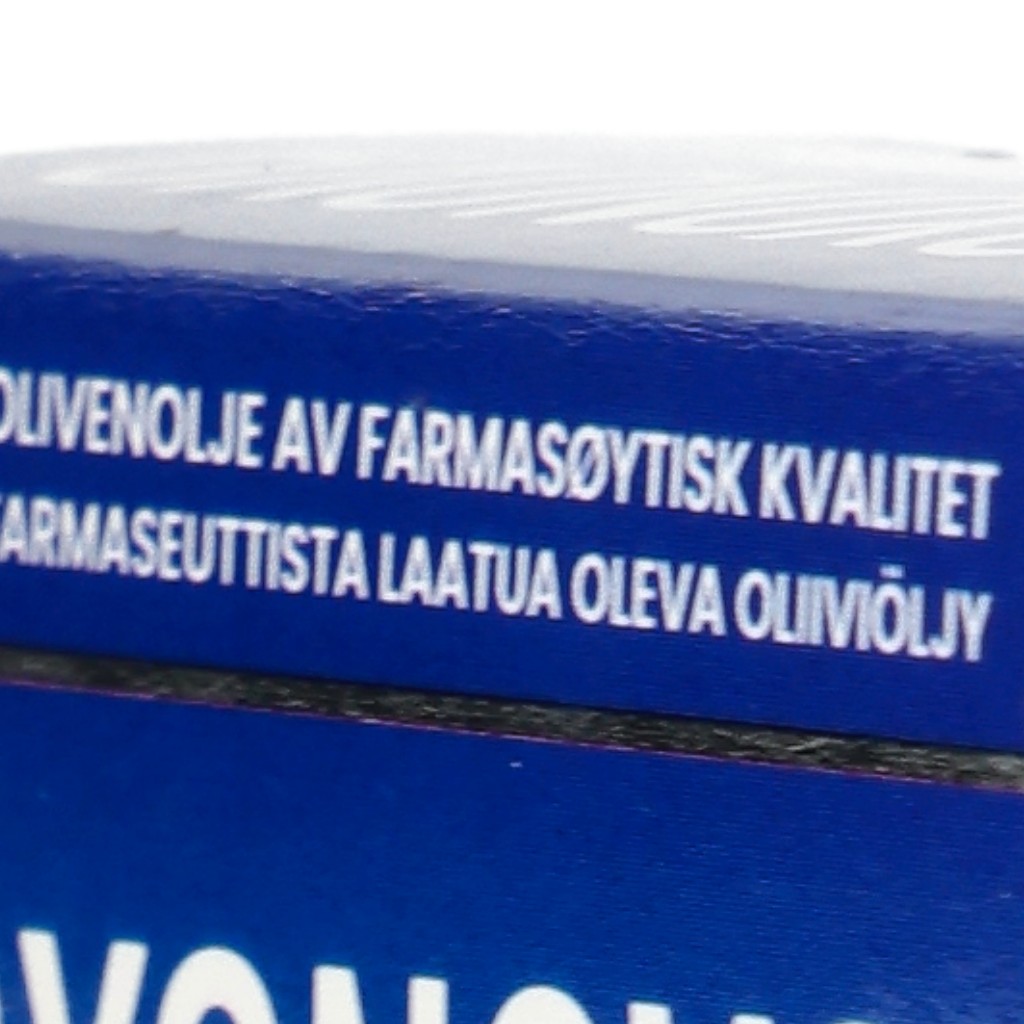 OLIVENOLJE AV FARMASØYTISK KVALITET
FARMASEUTTISTA LAATUA OLEVA OLIIVIÖLJY